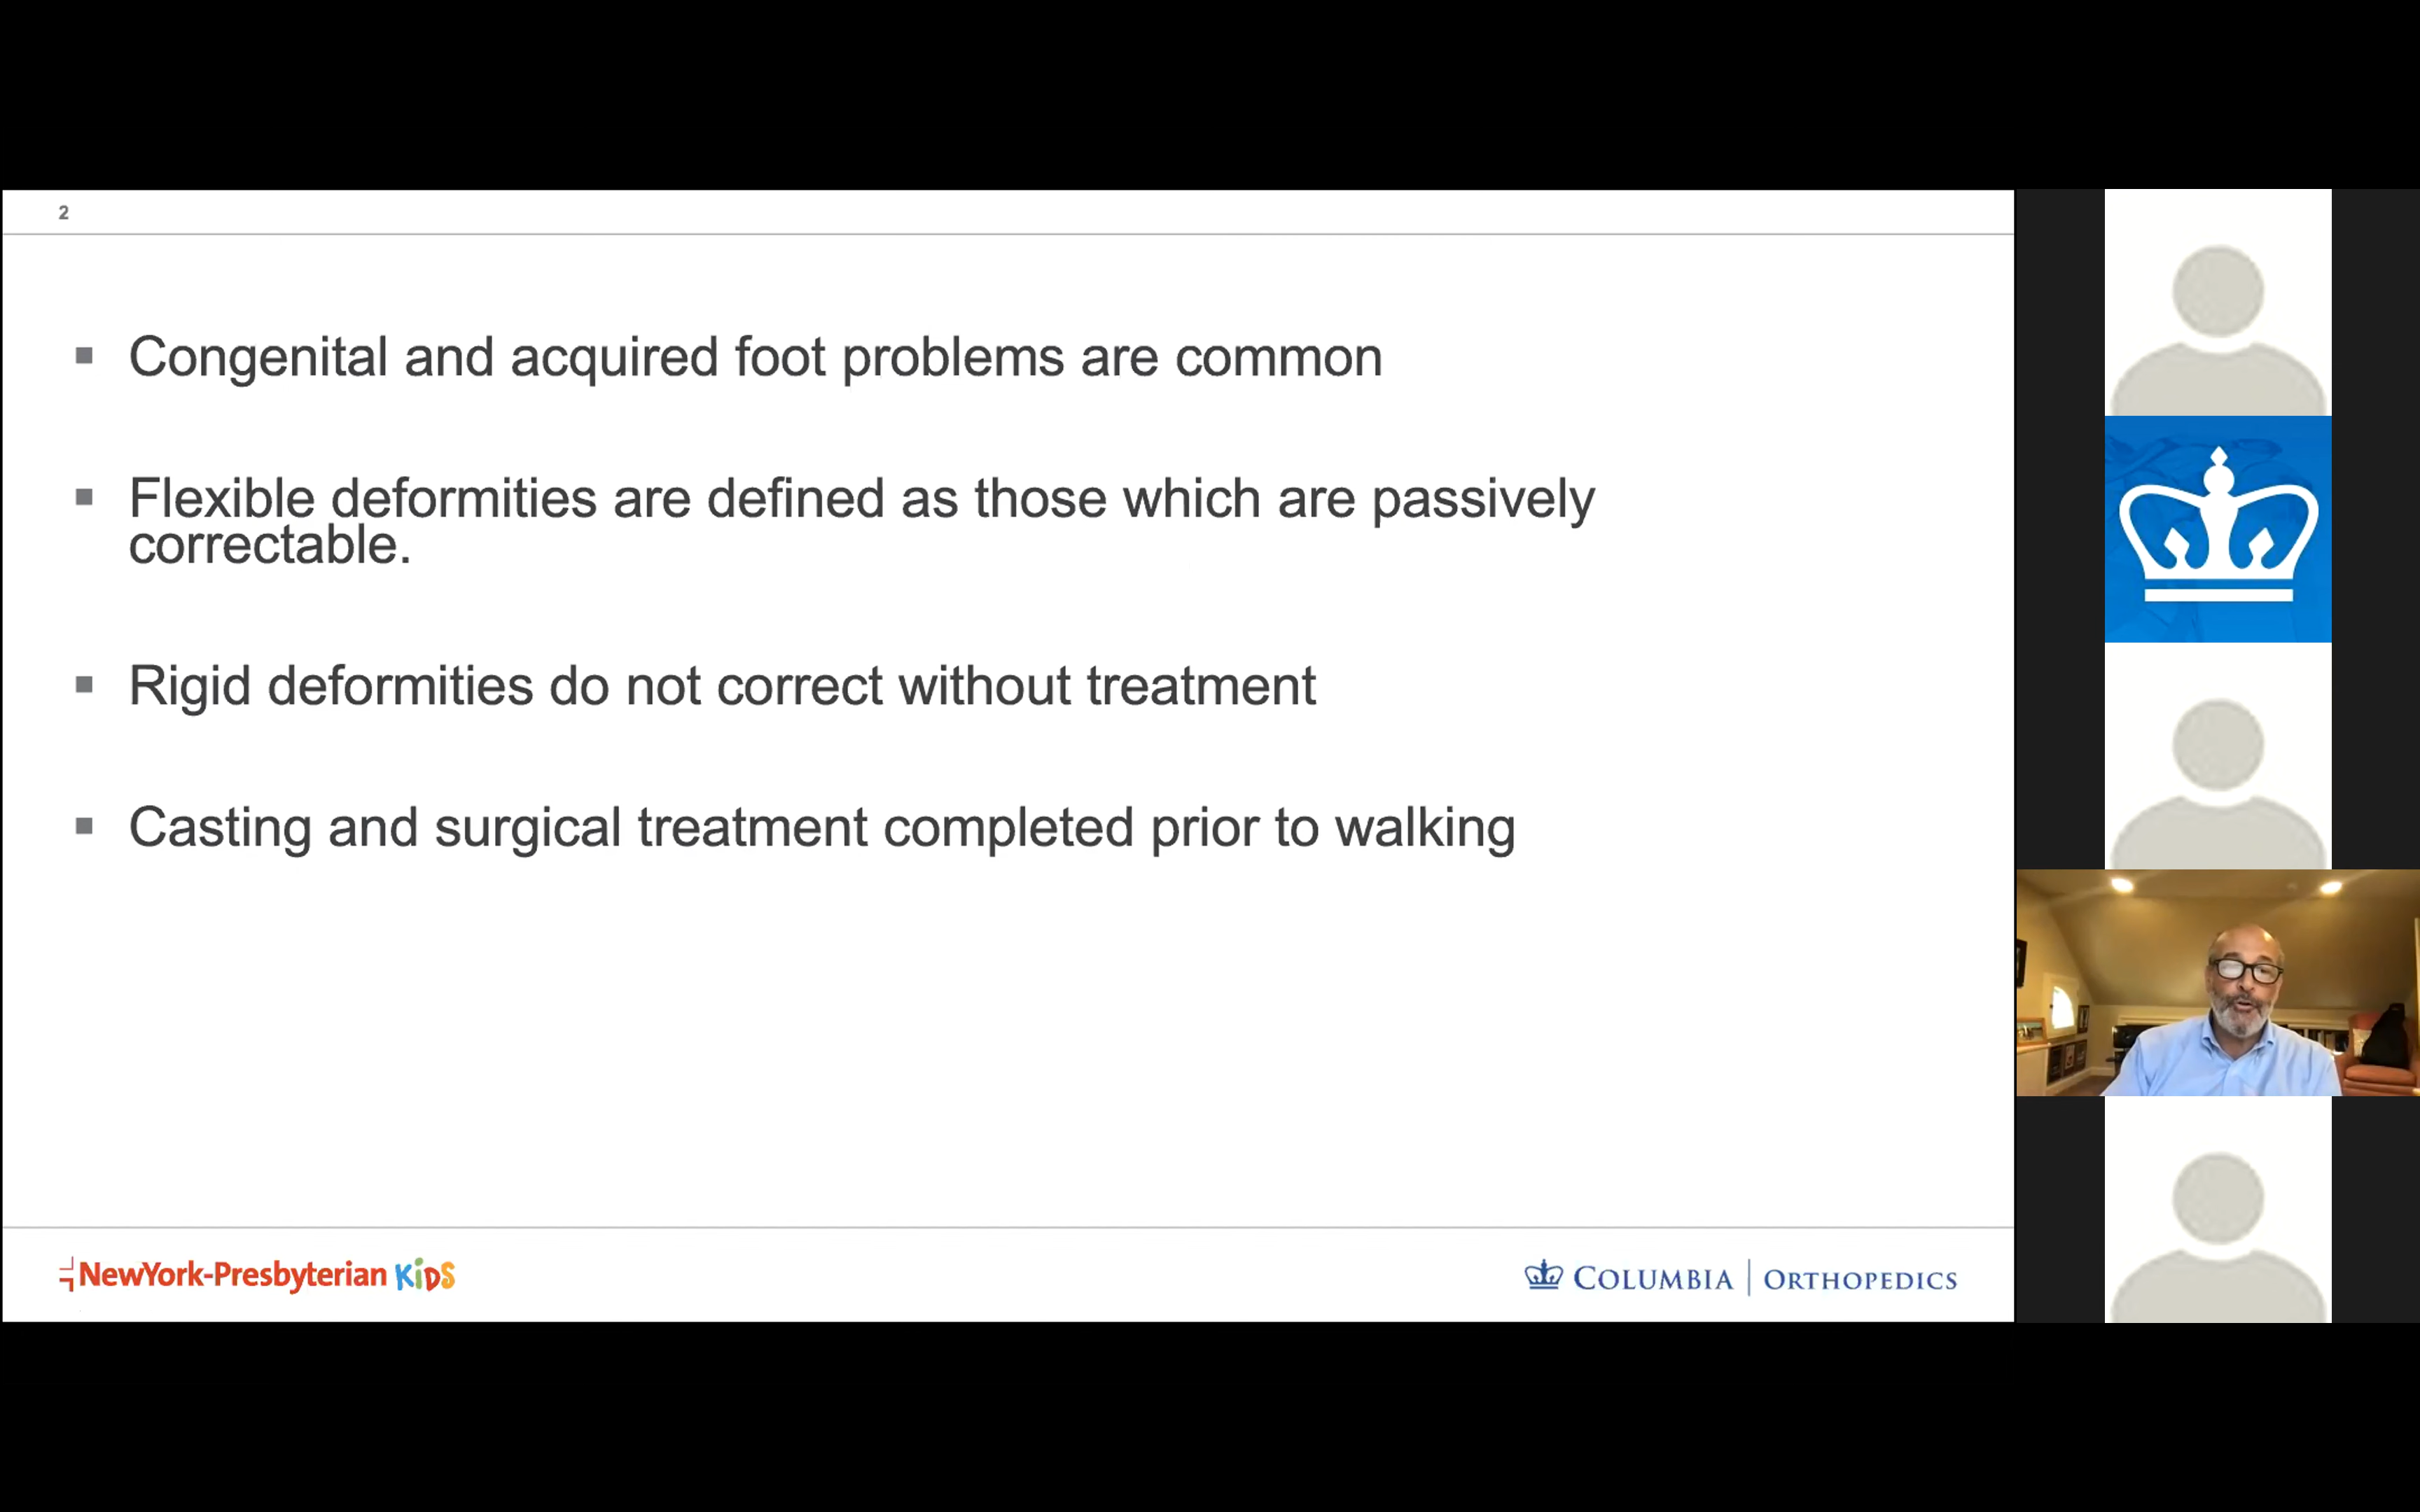 2
Congenital and acquired foot problems are common
Flexible deformities are defined as those which are passively
correctable.
Rigid deformities do not correct without treatment
Casting and surgical treatment completed prior to walking
NewYork-Presbyterian KiDS
COLUMBIA | ORTHOPEDICS